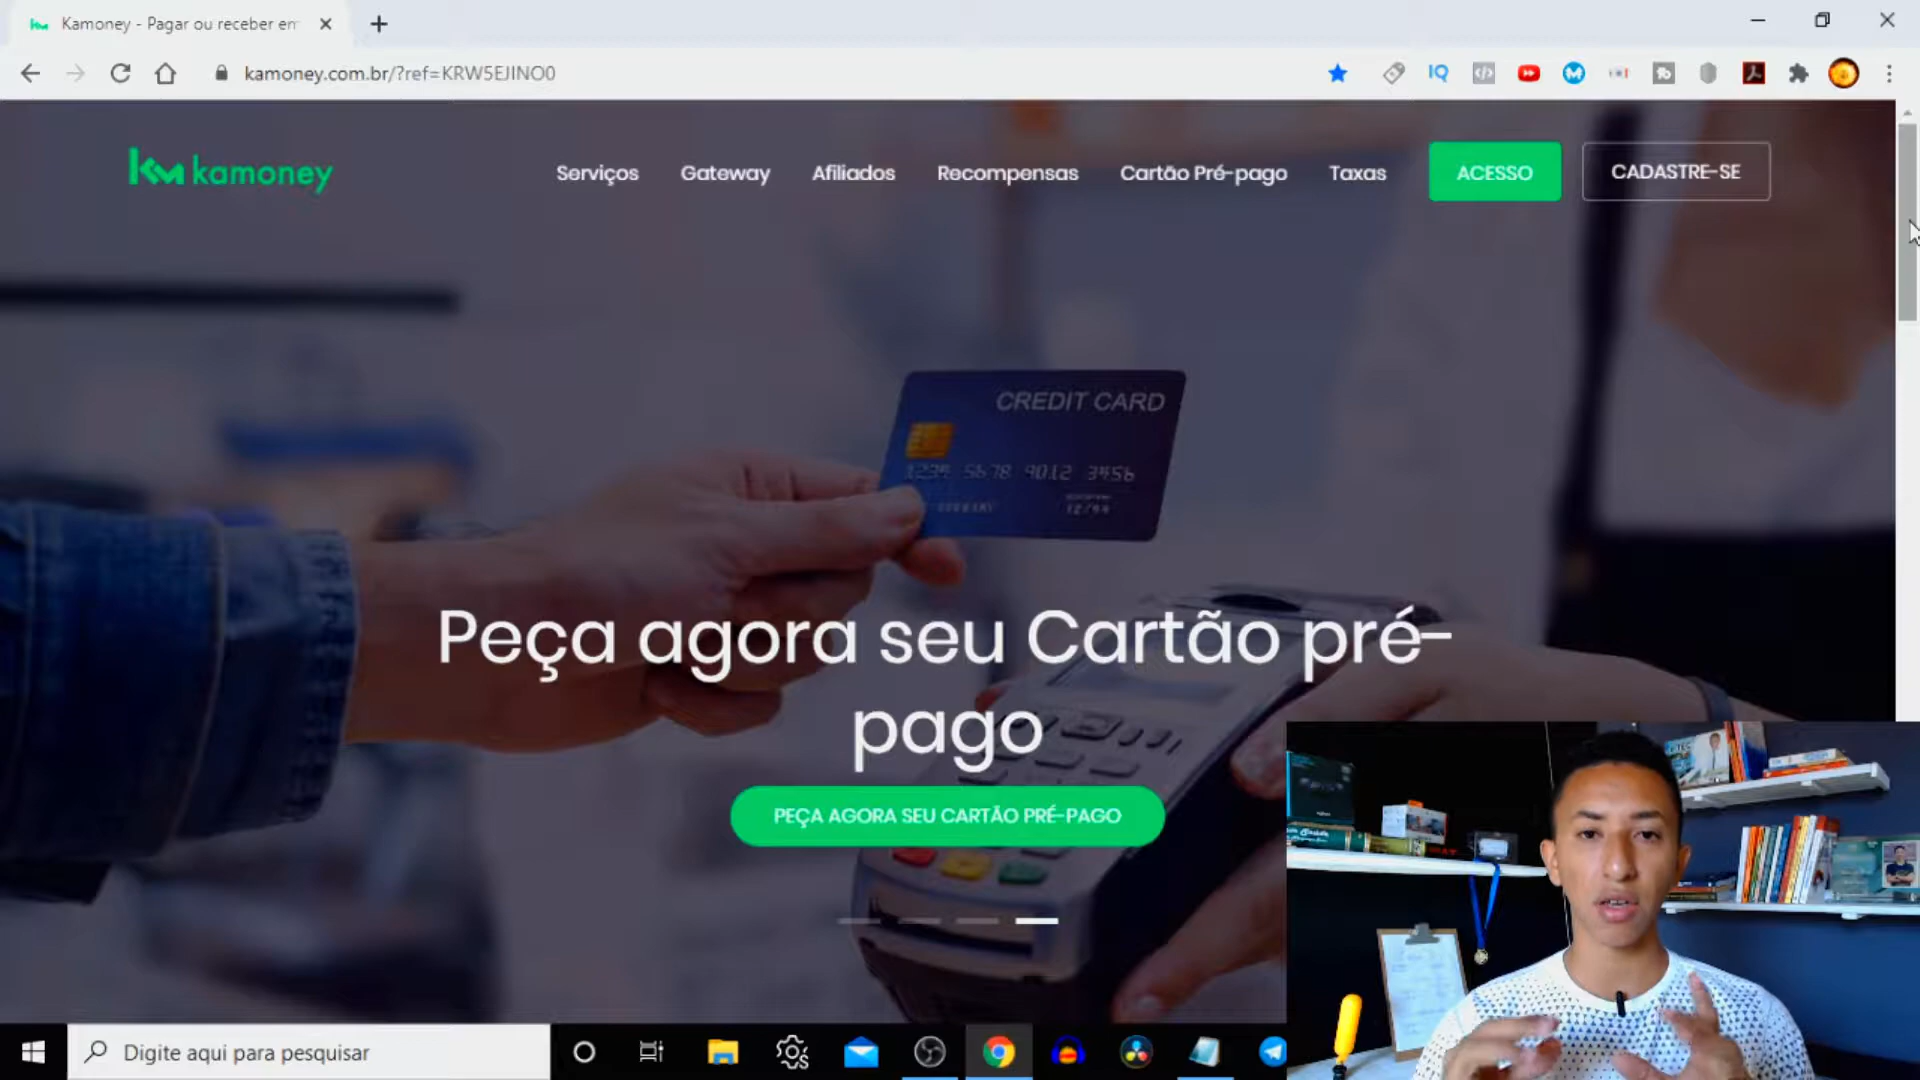 Kamoney - Pagar ou receber em
kamoney.com.br/?ref=KRW5EJINO0
IQ
kamoney
Serviços
Gateway
Afiliados
Recompensas
Cartão Pré-pago
Taxas
ACESSO
CADASTRE-SE
CREDIT CARD
1234 5678 9012 3456
12/99
Peça agora seu Cartão pré-
pago
PEÇA AGORA SEU CARTÃO PRÉ-PAGO
Digite aqui para pesquisar